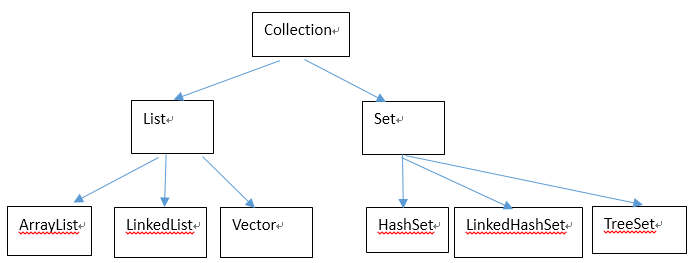 Collection
List
Set
ArrayList
LinkedList
Vector
HashSet
LinkedHashSet
TreeSet